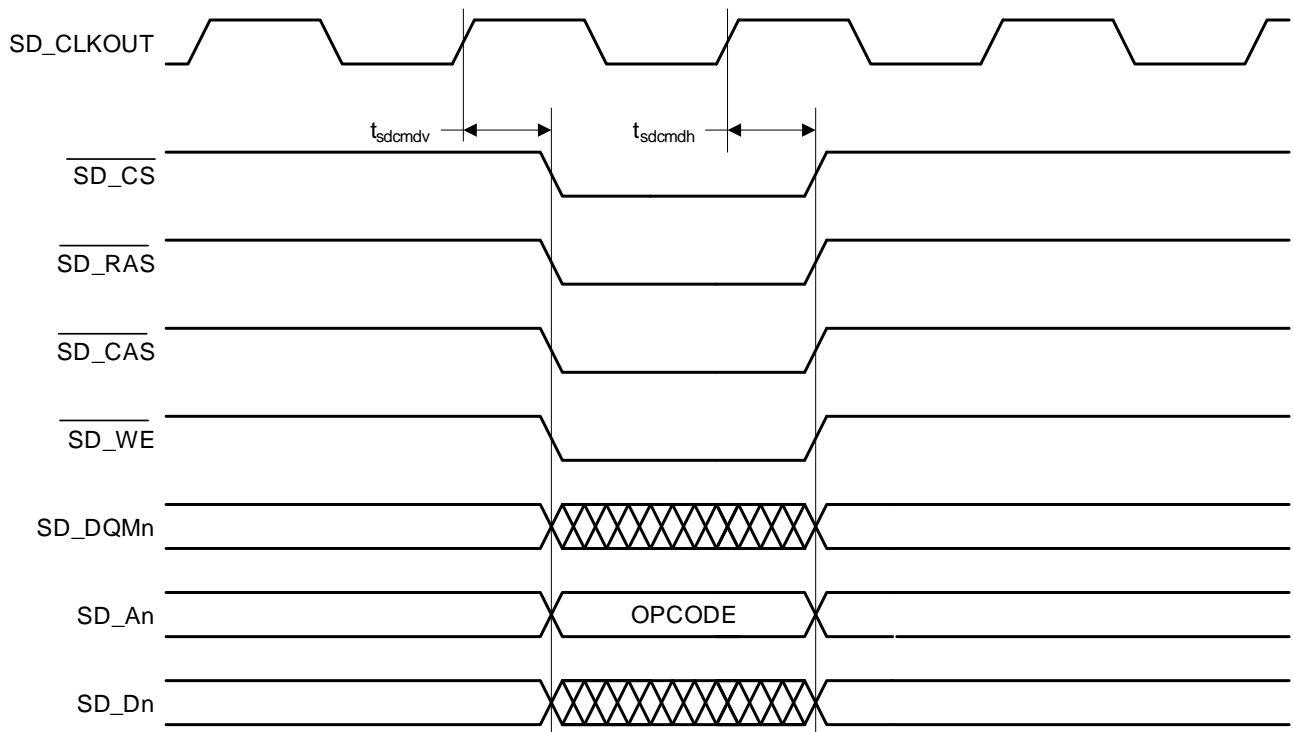 SD_CLKOUT
tsdcmdv
tsdcmdh
SD_CS
SD_RAS
SD_CAS
SD_WE
SD_DQMn
SD_An
OPCODE
SD_Dn